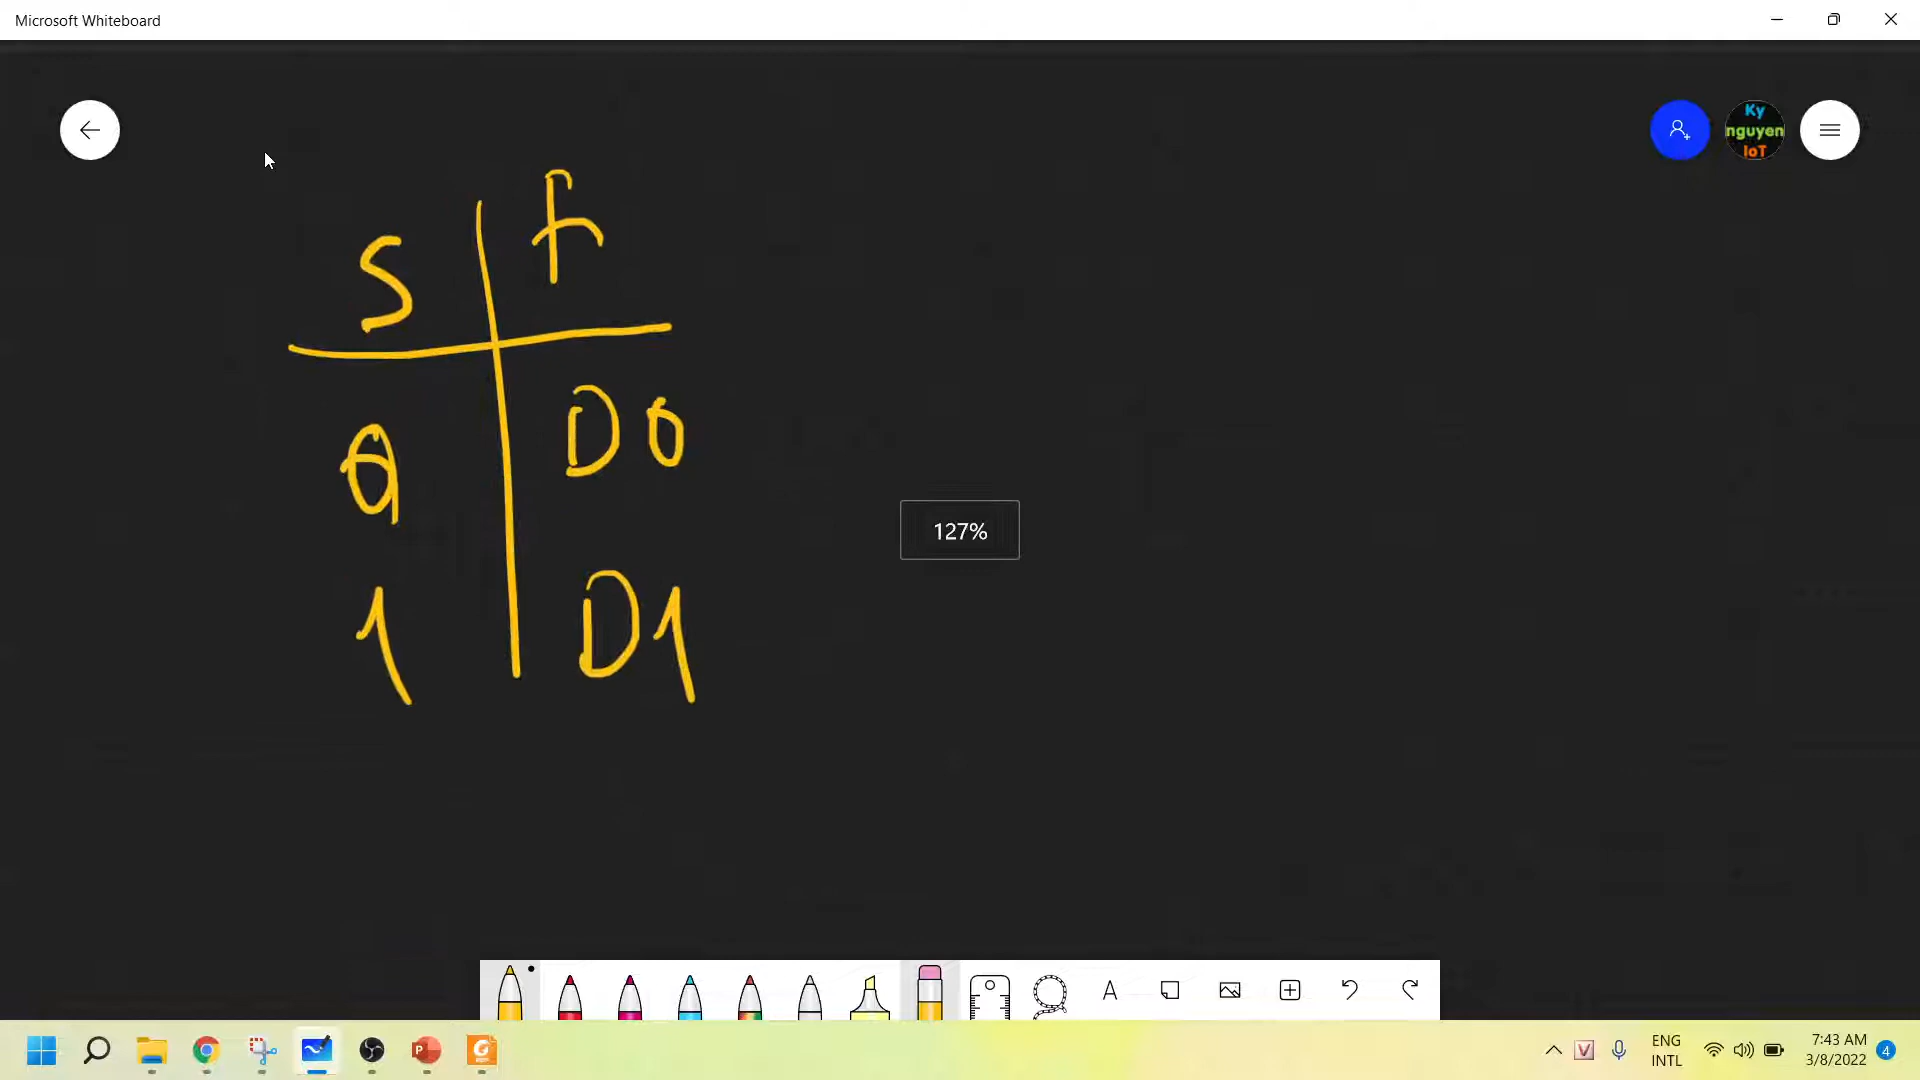 Microsoft Whiteboard
Ky
nguyen
IoT
S F
0 D0
1 D1
127%
ENG
INTL
7:43 AM
3/8/2022
4